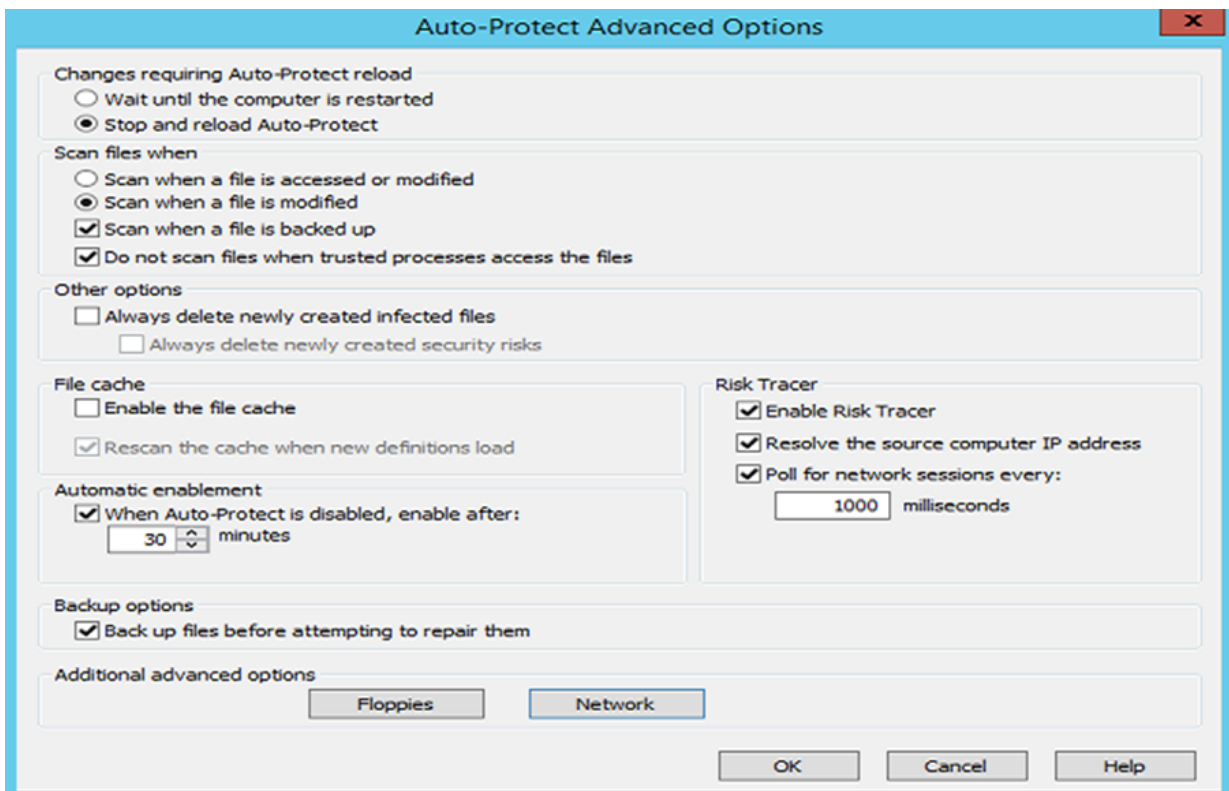 Auto-Protect Advanced Options
Changes requiring Auto-Protect reload
Wait until the computer is restarted
Stop and reload Auto-Protect
Scan files when
Scan when a file is accessed or modified
Scan when a file is modified
Scan when a file is backed up
Do not scan files when trusted processes access the files
Other options
Always delete newly created infected files
Always delete newly created security risks
File cache
Enable the file cache
Rescan the cache when new definitions load
Automatic enablement
When Auto-Protect is disabled, enable after:
30 minutes
Risk Tracer
Enable Risk Tracer
Resolve the source computer IP address
Poll for network sessions every:
1000 milliseconds
Backup options
Back up files before attempting to repair them
Additional advanced options
Floppies Network
OK Cancel Help